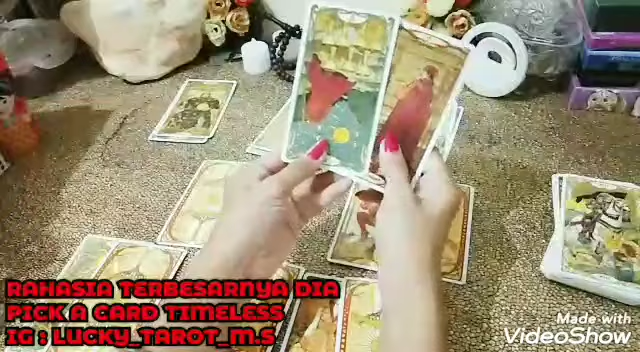 RAHASIA TERBESARNYA DIA
PICK A CARD TIMELESS
IG : LUCKY_TAROT_M.S
Made with
VideoShow